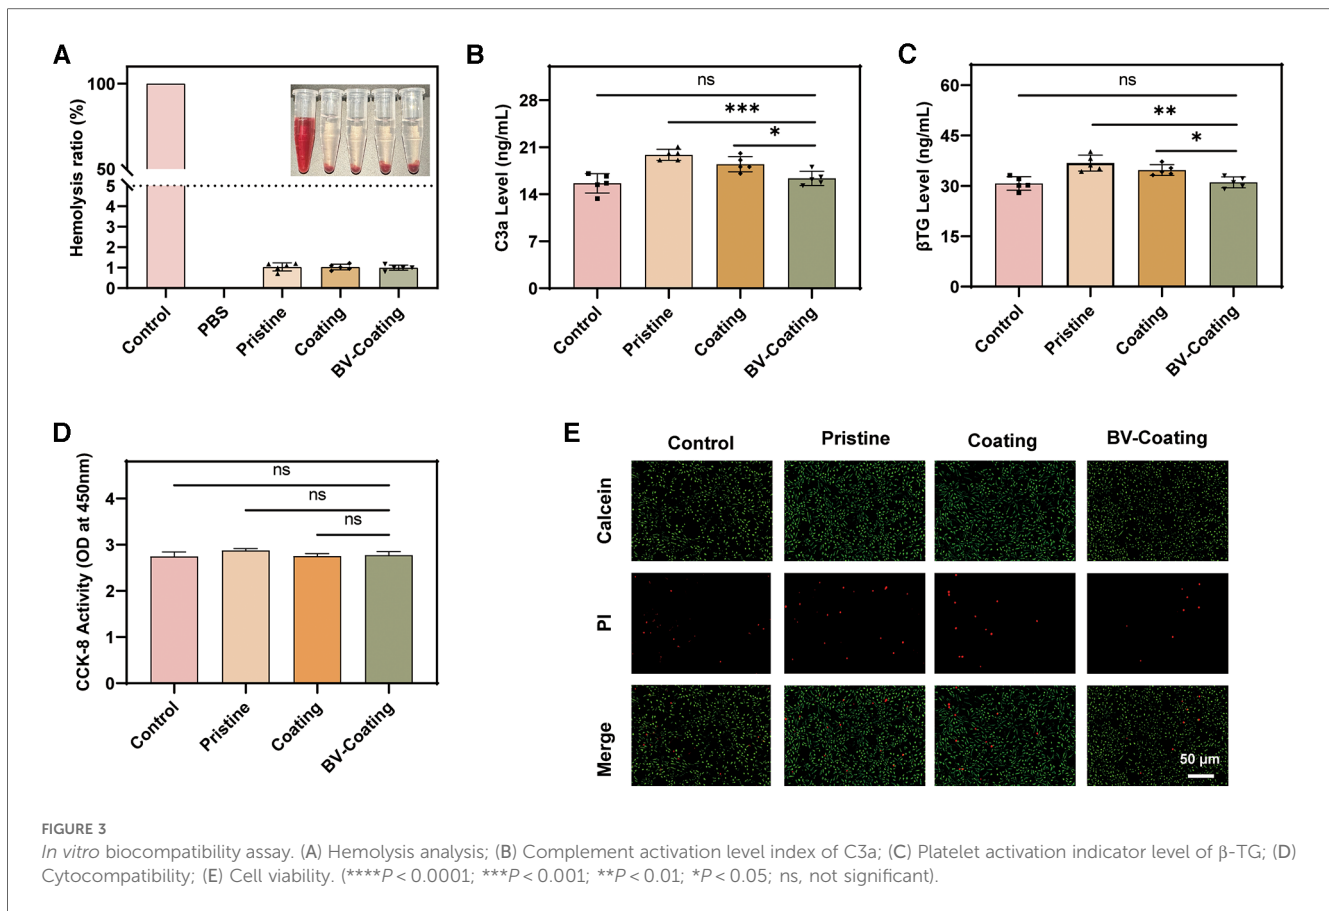 A
Hemolysis ratio (%)
100
50
5
4
3
2
1
0
Control
PBS
Pristine
Coating
BV-Coating
B
C3a Level (ng/mL)
28
21
14
7
0
ns
***
*
Control
Pristine
Coating
BV-Coating
C
βTG Level (ng/mL)
60
45
30
15
0
ns
**
*
Control
Pristine
Coating
BV-Coating
D
CCK-8 Activity (OD at 450nm)
4
3
2
1
0
ns
ns
ns
Control
Pristine
Coating
BV-Coating
E
Control
Pristine
Coating
BV-Coating
Calcein
PI
Merge
50 μm
FIGURE 3
In vitro biocompatibility assay. (A) Hemolysis analysis; (B) Complement activation level index of C3a; (C) Platelet activation indicator level of β-TG; (D)
Cytocompatibility; (E) Cell viability. (****P < 0.0001; ***P < 0.001; **P < 0.01; *P < 0.05; ns, not significant).